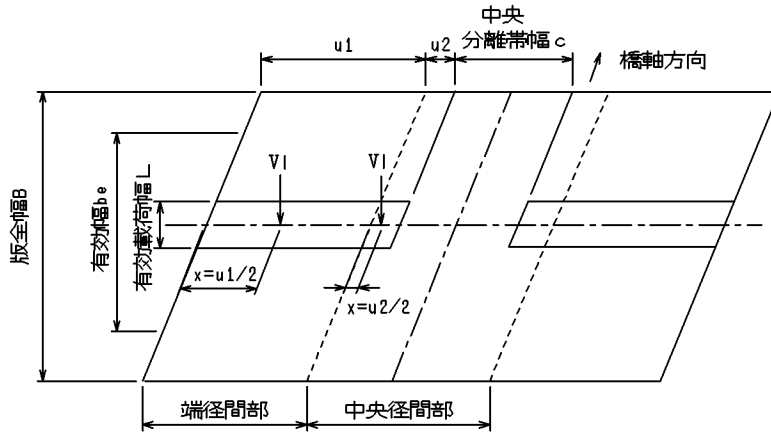 中央
u1
u2
分離帯幅c
橋軸方向
Vl
Vl
版全幅B
有効幅be
有効載荷幅L
x=u1/2
x=u2/2
端径間部
中央径間部